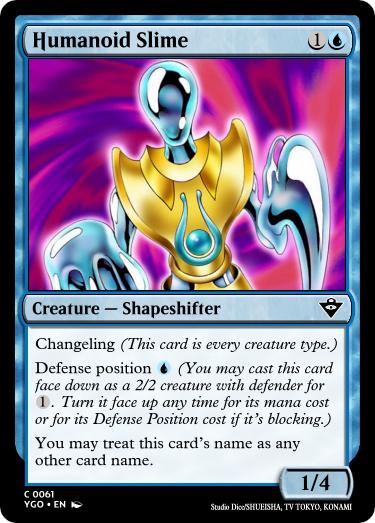 Humanoid Slime 1
Creature — Shapeshifter
Changeling (This card is every creature type.)
Defense position (You may cast this card
face down as a 2/2 creature with defender for
1. Turn it face up any time for its mana cost
or for its Defense Position cost if it's blocking.)
You may treat this card's name as any
other card name.
1/4
C 0061
YGO • EN
Studio Dice/SHUEISHA, TV TOKYO, KONAMI